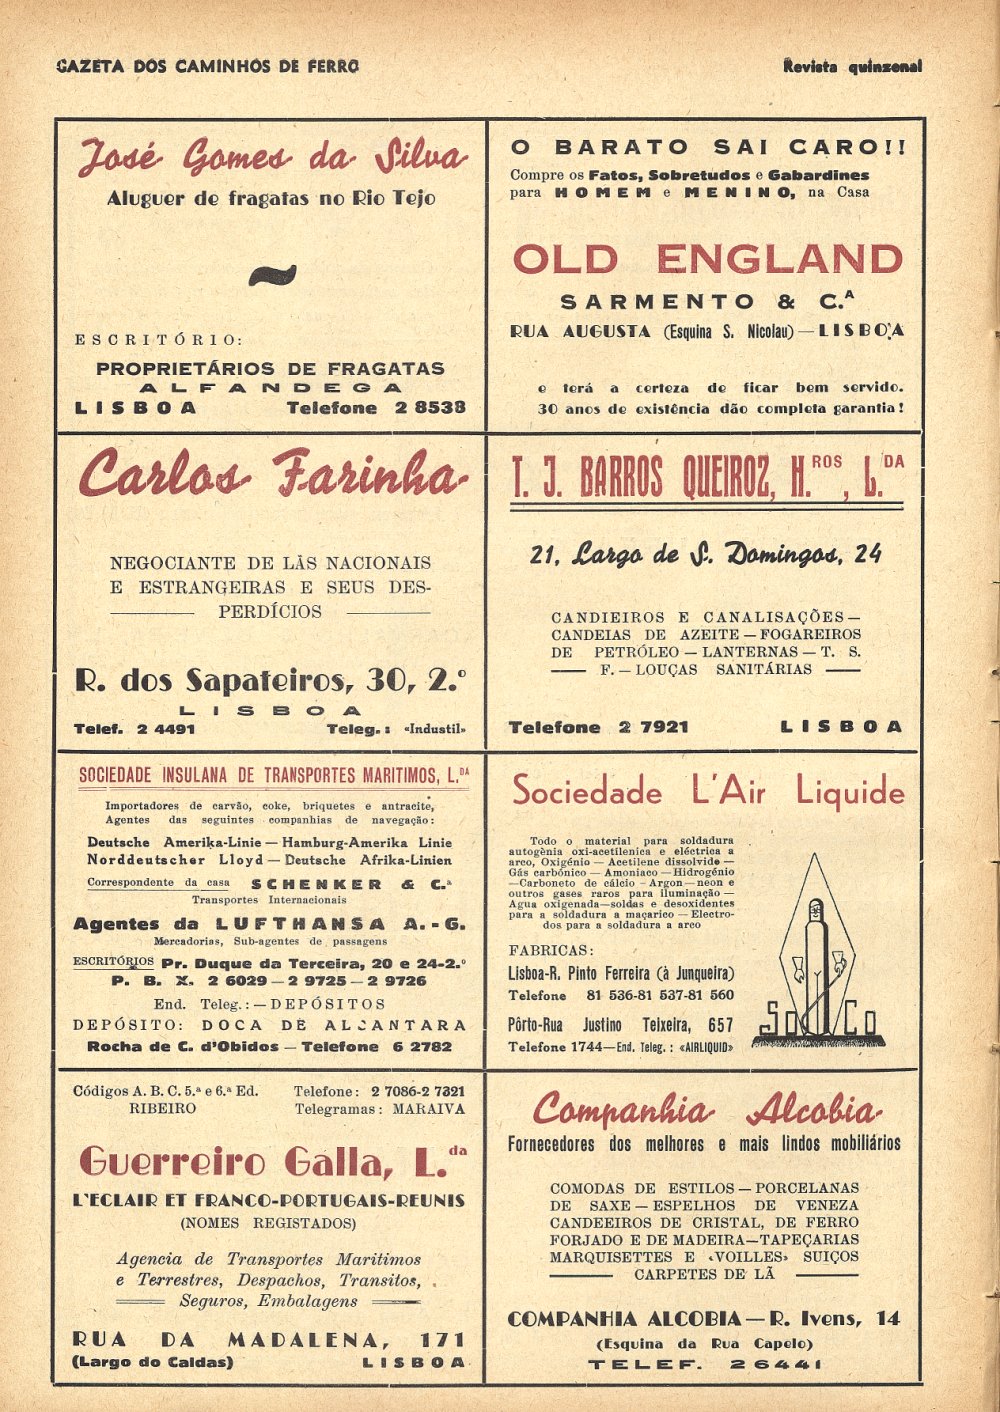 GAZETA DOS CAMINHOS DE FERRO
Revista quinzenal
José Gomes da Silva
Aluguer de fragatas no Rio Tejo
ESCRITÓRIO:
PROPRIETÁRIOS DE FRAGATAS
ALFANDEGA
LISBOA Telefone 2 8538
O BARATO SAI CARO!!
Compre os Fatos, Sobretudos e Gabardines
para HOMEM e MENINO, na Casa
OLD ENGLAND
SARMENTO & C.ᴬ
RUA AUGUSTA (Esquina S. Nicolau) — LISBOA
e terá a certeza de ficar bem servido.
30 anos de existência dão completa garantia!
Carlos Farinha
NEGOCIANTE DE LÃS NACIONAIS
E ESTRANGEIRAS E SEUS DES-
PERDÍCIOS
R. dos Sapateiros, 30, 2.º
LISBOA
Telef. 2 4491 Teleg.: «Industil»
T. J. BARROS QUEIROZ, H.ROS, L.DA
21, Largo de S. Domingos, 24
CANDIEIROS E CANALISAÇÕES —
CANDEIAS DE AZEITE — FOGAREIROS
DE PETRÓLEO — LANTERNAS — T. S.
F. — LOUÇAS SANITÁRIAS
Telefone 2 7921 LISBOA
SOCIEDADE INSULANA DE TRANSPORTES MARITIMOS, L.DA
Importadores de carvão, coke, briquetes e antracite,
Agentes das seguintes companhias de navegação:
Deutsche Amerika-Linie — Hamburg-Amerika Linie
Norddeutscher Lloyd — Deutsche Afrika-Linien
Correspondente da casa SCHENKER & C.ª
Transportes Internacionais
Agentes da LUFTHANSA A.-G.
Mercadorias, Sub-agentes de passagens
ESCRITÓRIOS Pr. Duque da Terceira, 20 e 24-2.º
P. B. X. 2 6029 — 2 9725 — 2 9726
End. Teleg.: — DEPÓSITOS
DEPÓSITO: DOCA DE ALCANTARA
Rocha de C. d'Obidos — Telefone 6 2782
Sociedade L'Air Liquide
Todo o material para soldadura
autogènia oxi-acetilenica e eléctrica a
arco, Oxigénio — Acetilene dissolvido —
Gás carbónico — Amoniaco — Hidrogénio
—Carboneto de cálcio - Argon — neon e
outros gases raros para iluminação —
Agua oxigenada—soldas e desoxidentes
para a soldadura a maçarico — Electro-
dos para a soldadura a arco
FABRICAS:
Lisboa-R. Pinto Ferreira (à Junqueira)
Telefone 81 536-81 537-81 560
Pôrto-Rua Justino Teixeira, 657
Telefone 1744—End. Teleg.: «AIRLIQUID»
SoCo
Códigos A. B. C. 5.ª e 6.ª Ed.
RIBEIRO
Telefone: 2 7086-2 7321
Telegramas: MARAIVA
Guerreiro Galla, L.da
L'ECLAIR ET FRANCO-PORTUGAIS-REUNIS
(NOMES REGISTADOS)
Agencia de Transportes Maritimos
e Terrestres, Despachos, Transitos,
Seguros, Embalagens
RUA DA MADALENA, 171
(Largo do Caldas) LISBOA
Companhia Alcobia
Fornecedores dos melhores e mais lindos mobiliários
COMODAS DE ESTILOS — PORCELANAS
DE SAXE — ESPELHOS DE VENEZA
CANDEEIROS DE CRISTAL, DE FERRO
FORJADO E DE MADEIRA—TAPEÇARIAS
MARQUISETTES E «VOILLES» SUIÇOS
CARPETES DE LÃ
COMPANHIA ALCOBIA — R. Ivens, 14
(Esquina da Rua Capelo)
TELEF. 26441